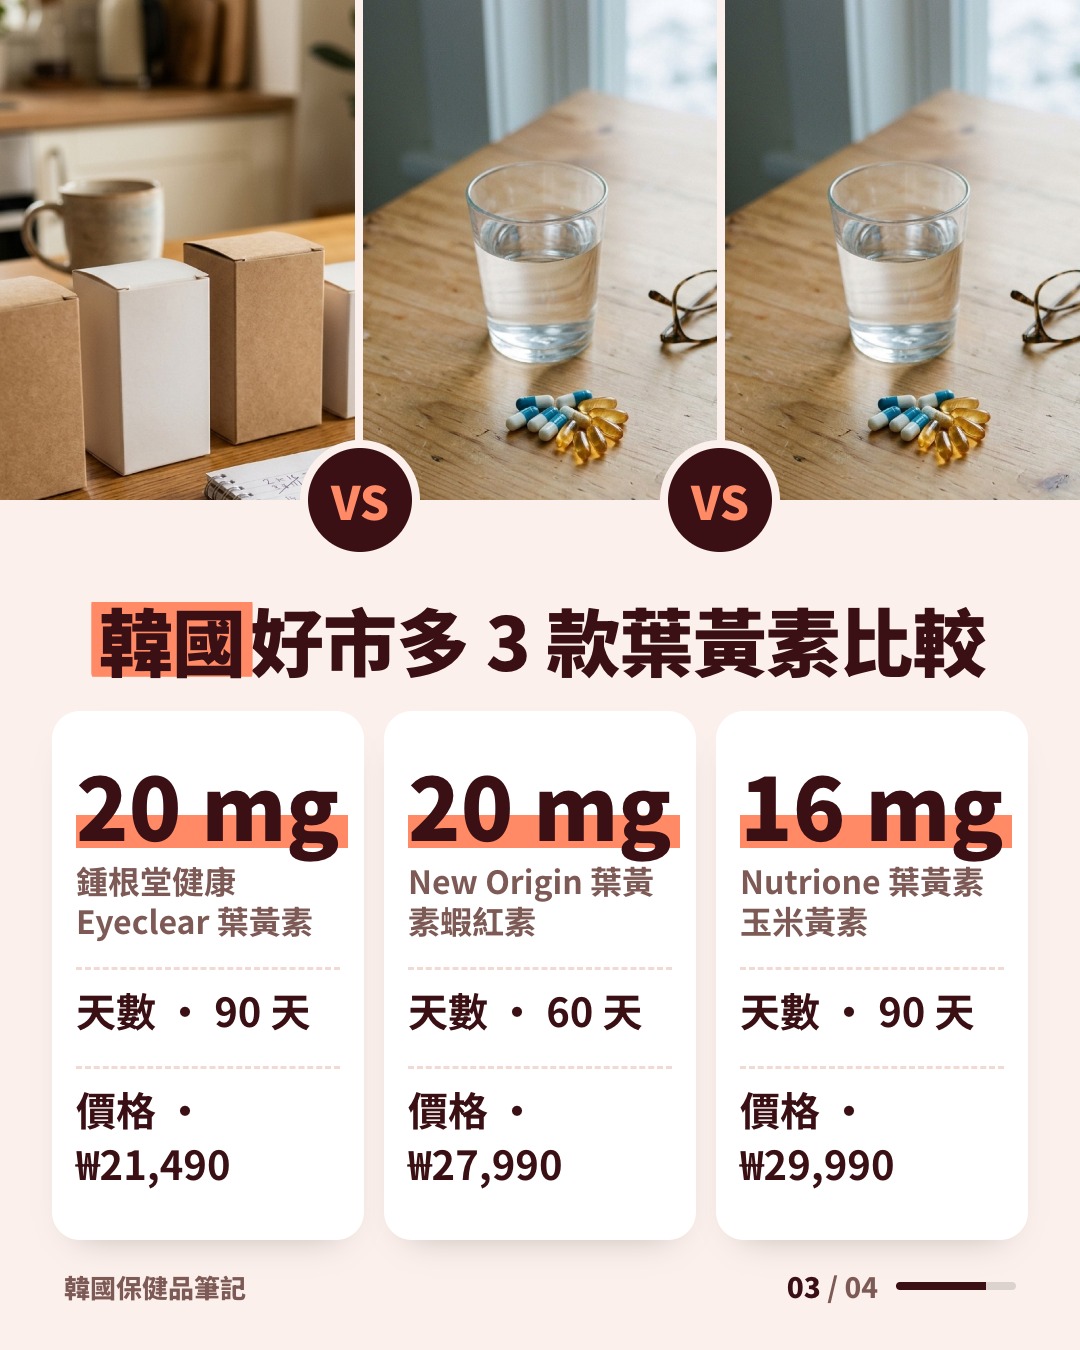 VS
VS
韓國好市多 3 款葉黃素比較
20 mg
鍾根堂健康
Eyeclear 葉黃素
天數 · 90 天
價格 ·
₩21,490
20 mg
New Origin 葉黃
素蝦紅素
天數 · 60 天
價格 ·
₩27,990
16 mg
Nutrione 葉黃素
玉米黃素
天數 · 90 天
價格 ·
₩29,990
韓國保健品筆記
03 / 04